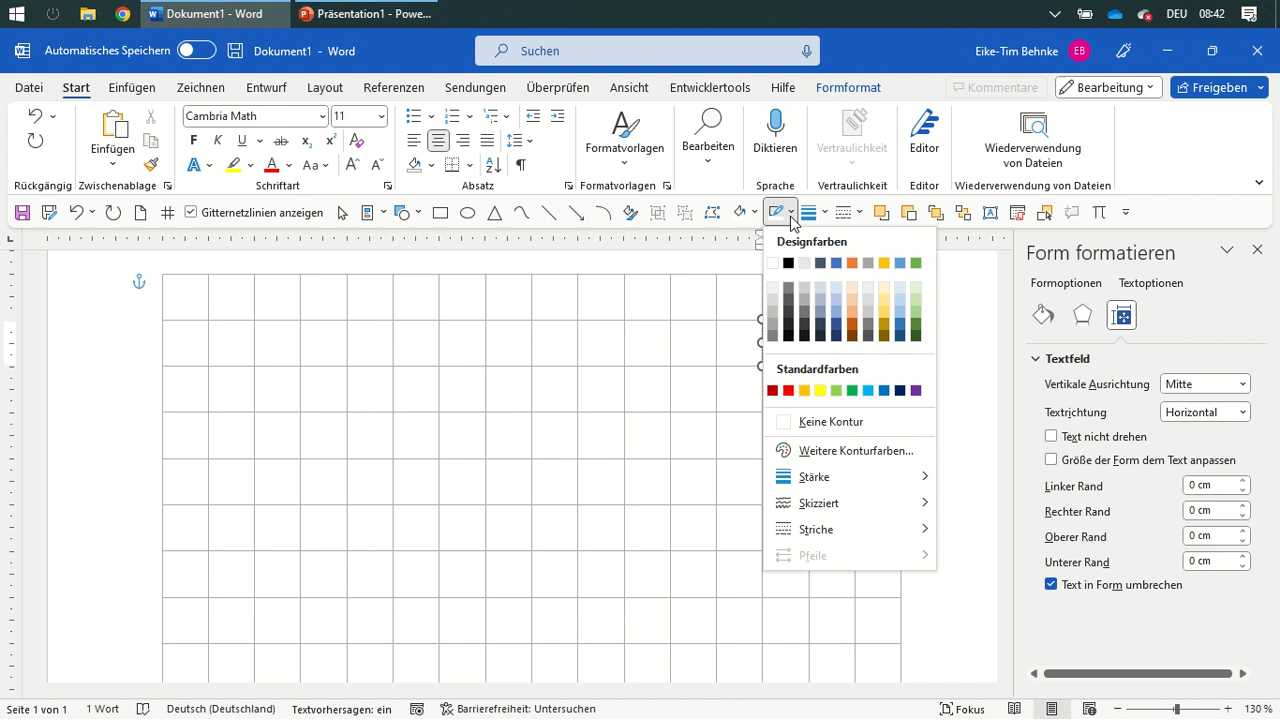 Dokument1 - Word
Präsentation1 - Powe...
DEU
08:42
Automatisches Speichern
Dokument1 - Word
Suchen
Eike-Tim Behnke
EB
Datei
Start
Einfügen
Zeichnen
Entwurf
Layout
Referenzen
Sendungen
Überprüfen
Ansicht
Entwicklertools
Hilfe
Formformat
Kommentare
Bearbeitung
Freigeben
Einfügen
Cambria Math
11
F K U ab x₂ x² A
A A Aa A A
Formatvorlagen
Bearbeiten
Diktieren
Vertraulichkeit
Editor
Wiederverwendung
von Dateien
Rückgängig
Zwischenablage
Schriftart
Absatz
Formatvorlagen
Sprache
Vertraulichkeit
Editor
Wiederverwendung von Dateien
Gitternetzlinien anzeigen
Designfarben
Standardfarben
Keine Kontur
Weitere Konturfarben...
Stärke
Skizziert
Striche
Pfeile
Form formatieren
Formoptionen
Textoptionen
Textfeld
Vertikale Ausrichtung
Mitte
Textrichtung
Horizontal
Text nicht drehen
Größe der Form dem Text anpassen
Linker Rand
0 cm
Rechter Rand
0 cm
Oberer Rand
0 cm
Unterer Rand
0 cm
Text in Form umbrechen
Seite 1 von 1
1 Wort
Deutsch (Deutschland)
Textvorhersagen: ein
Barrierefreiheit: Untersuchen
Fokus
130 %